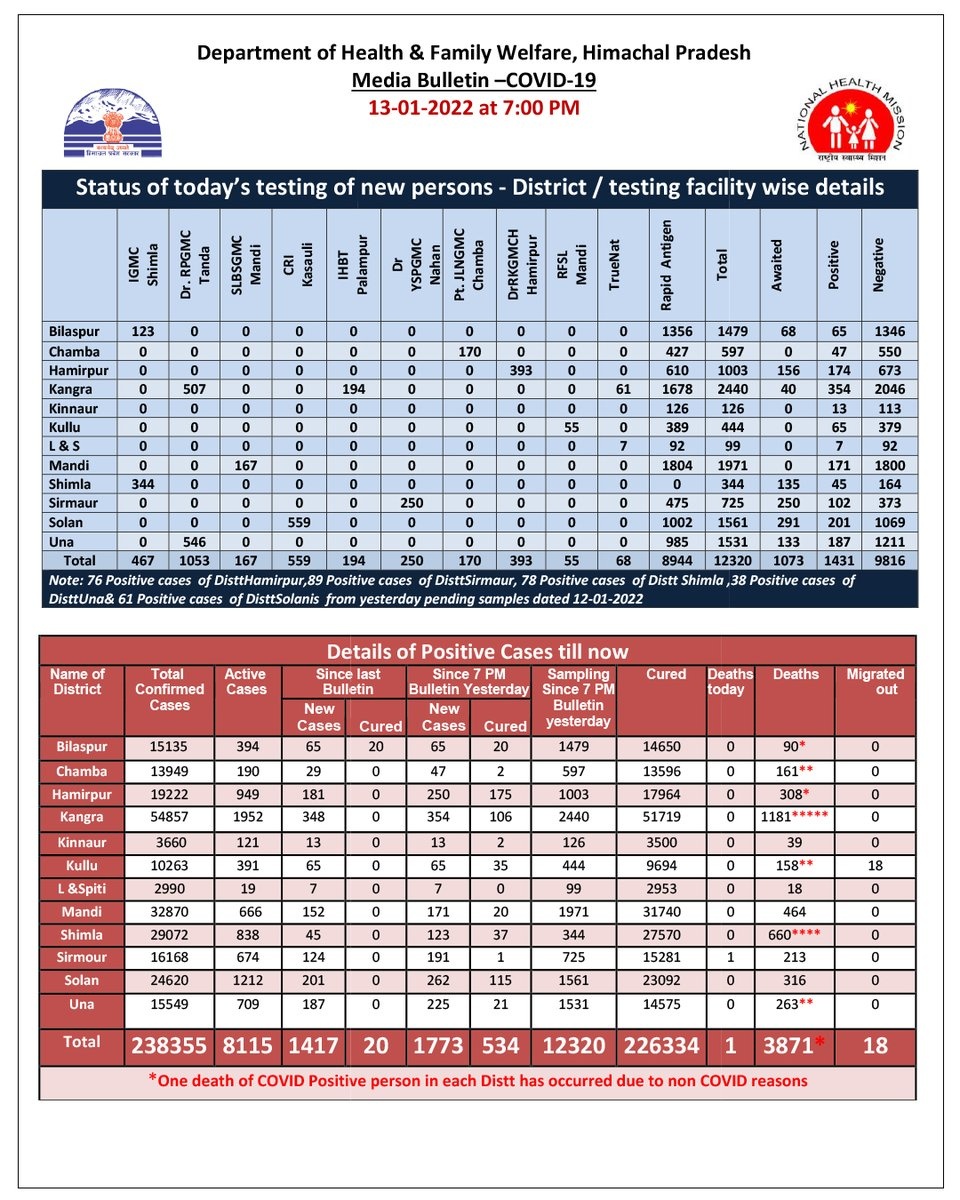 Department of Health & Family Welfare, Himachal Pradesh
Media Bulletin –COVID-19
13-01-2022 at 7:00 PM
NATIONAL HEALTH MISSION
राष्ट्रीय स्वास्थ्य मिशन
हिमाचल प्रदेश सरकार
Status of today's testing of new persons - District / testing facility wise details
IGMC Shimla Dr. RPGMC Tanda SLBSGMC Mandi CRI Kasauli IHBT Palampur Dr YSPGMC Nahan Pt. JLNGMC Chamba DrRKGMCH Hamirpur RFSL Mandi TrueNat Rapid Antigen Total Awaited Positive Negative
Bilaspur 123 0 0 0 0 0 0 0 0 0 1356 1479 68 65 1346
Chamba 0 0 0 0 0 0 170 0 0 0 427 597 0 47 550
Hamirpur 0 0 0 0 0 0 0 393 0 0 610 1003 156 174 673
Kangra 0 507 0 0 194 0 0 0 0 61 1678 2440 40 354 2046
Kinnaur 0 0 0 0 0 0 0 0 0 0 126 126 0 13 113
Kullu 0 0 0 0 0 0 0 0 55 0 389 444 0 65 379
L & S 0 0 0 0 0 0 0 0 0 7 92 99 0 7 92
Mandi 0 0 167 0 0 0 0 0 0 0 1804 1971 0 171 1800
Shimla 344 0 0 0 0 0 0 0 0 0 0 344 135 45 164
Sirmaur 0 0 0 0 0 250 0 0 0 0 475 725 250 102 373
Solan 0 0 0 559 0 0 0 0 0 0 1002 1561 291 201 1069
Una 0 546 0 0 0 0 0 0 0 0 985 1531 133 187 1211
Total 467 1053 167 559 194 250 170 393 55 68 8944 12320 1073 1431 9816
Note: 76 Positive cases of DisttHamirpur,89 Positive cases of DisttSirmaur, 78 Positive cases of Distt Shimla ,38 Positive cases of
DisttUna& 61 Positive cases of DisttSolanis from yesterday pending samples dated 12-01-2022
Details of Positive Cases till now
Name of District Total Confirmed Cases Active Cases Since last Bulletin Since 7 PM Bulletin Yesterday Sampling Since 7 PM Bulletin yesterday Cured Deaths today Deaths Migrated out
New Cases Cured New Cases Cured
Bilaspur 15135 394 65 20 65 20 1479 14650 0 90* 0
Chamba 13949 190 29 0 47 2 597 13596 0 161** 0
Hamirpur 19222 949 181 0 250 175 1003 17964 0 308* 0
Kangra 54857 1952 348 0 354 106 2440 51719 0 1181***** 0
Kinnaur 3660 121 13 0 13 2 126 3500 0 39 0
Kullu 10263 391 65 0 65 35 444 9694 0 158** 18
L &Spiti 2990 19 7 0 7 0 99 2953 0 18 0
Mandi 32870 666 152 0 171 20 1971 31740 0 464 0
Shimla 29072 838 45 0 123 37 344 27570 0 660**** 0
Sirmour 16168 674 124 0 191 1 725 15281 1 213 0
Solan 24620 1212 201 0 262 115 1561 23092 0 316 0
Una 15549 709 187 0 225 21 1531 14575 0 263** 0
Total 238355 8115 1417 20 1773 534 12320 226334 1 3871* 18
*One death of COVID Positive person in each Distt has occurred due to non COVID reasons